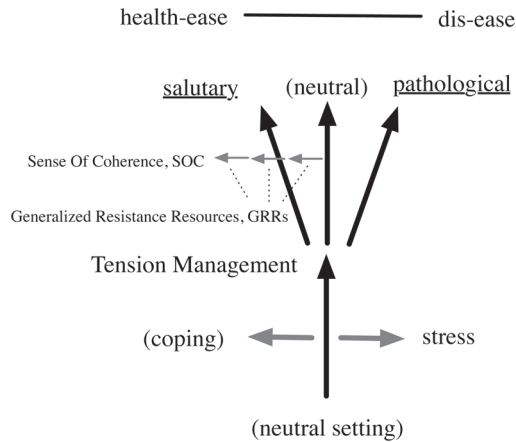 health-ease dis-ease
salutary (neutral) pathological
Sense Of Coherence, SOC
Generalized Resistance Resources, GRRs
Tension Management
(coping) stress
(neutral setting)